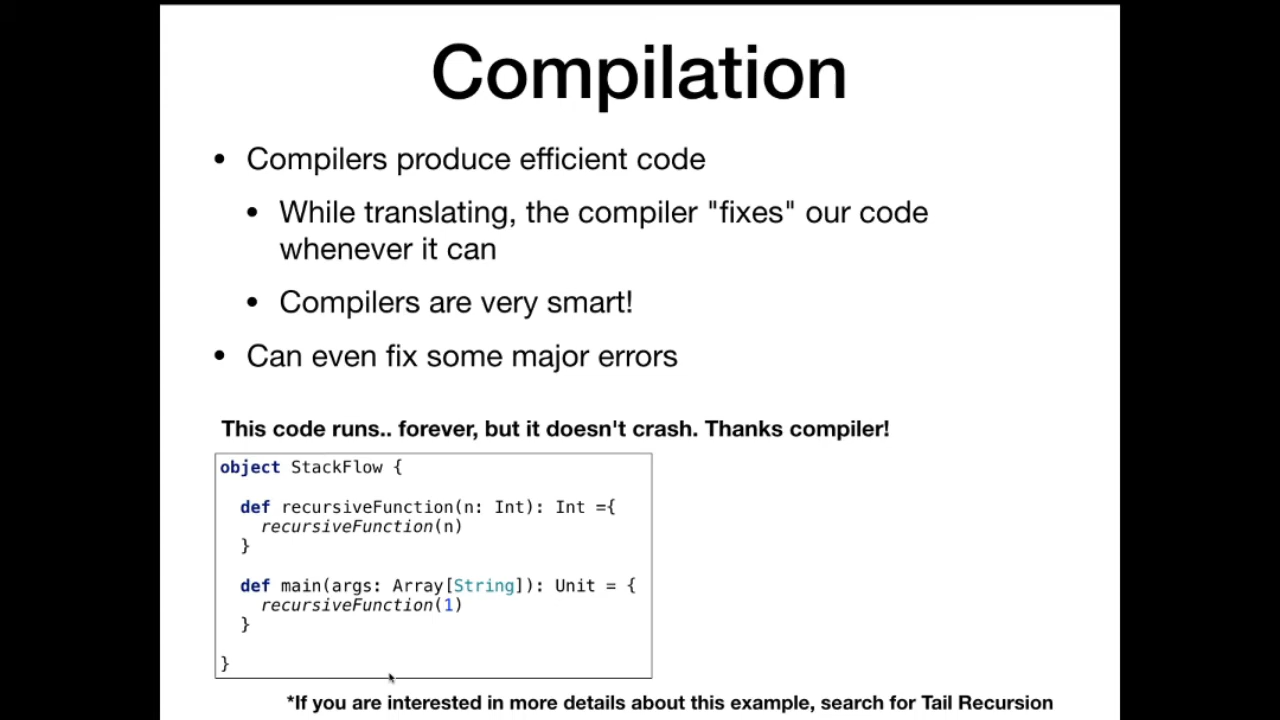 Compilation
• Compilers produce efficient code
• While translating, the compiler "fixes" our code
whenever it can
• Compilers are very smart!
• Can even fix some major errors
This code runs.. forever, but it doesn't crash. Thanks compiler!
object StackFlow {
def recursiveFunction(n: Int): Int ={
recursiveFunction(n)
}
def main(args: Array[String]): Unit = {
recursiveFunction(1)
}
}
*If you are interested in more details about this example, search for Tail Recursion